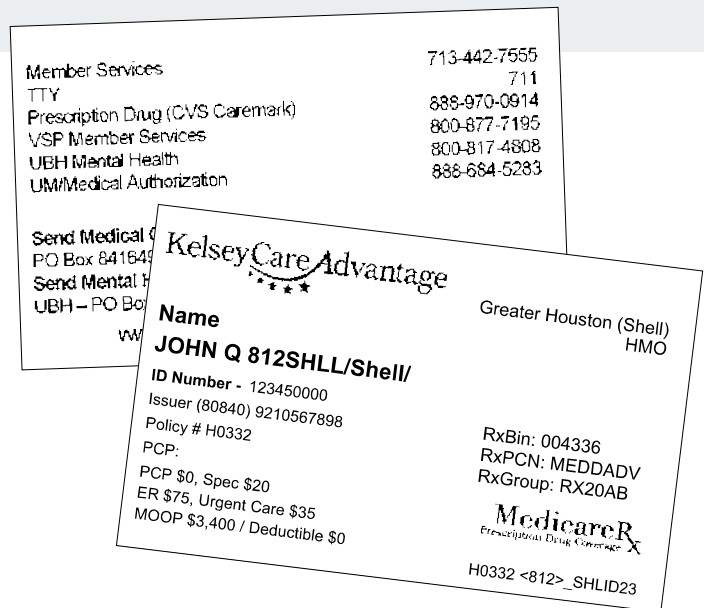 Member Services 713-442-7555
TTY 711
Prescription Drug (CVS Caremark) 888-970-0914
VSP Member Services 800-877-7195
UBH Mental Health 800-817-4808
UM/Medical Authorization 888-684-5283
Send Medical
PO Box 84164
Send Mental
UBH – PO Bo
KelseyCare Advantage
Greater Houston (Shell)
HMO
Name
JOHN Q 812SHLL/Shell/
ID Number - 123450000
Issuer (80840) 9210567898
Policy # H0332
PCP:
PCP $0, Spec $20
ER $75, Urgent Care $35
MOOP $3,400 / Deductible $0
RxBin: 004336
RxPCN: MEDDADV
RxGroup: RX20AB
MedicareRx
Prescription Drug Coverage
H0332 <812>_SHLID23